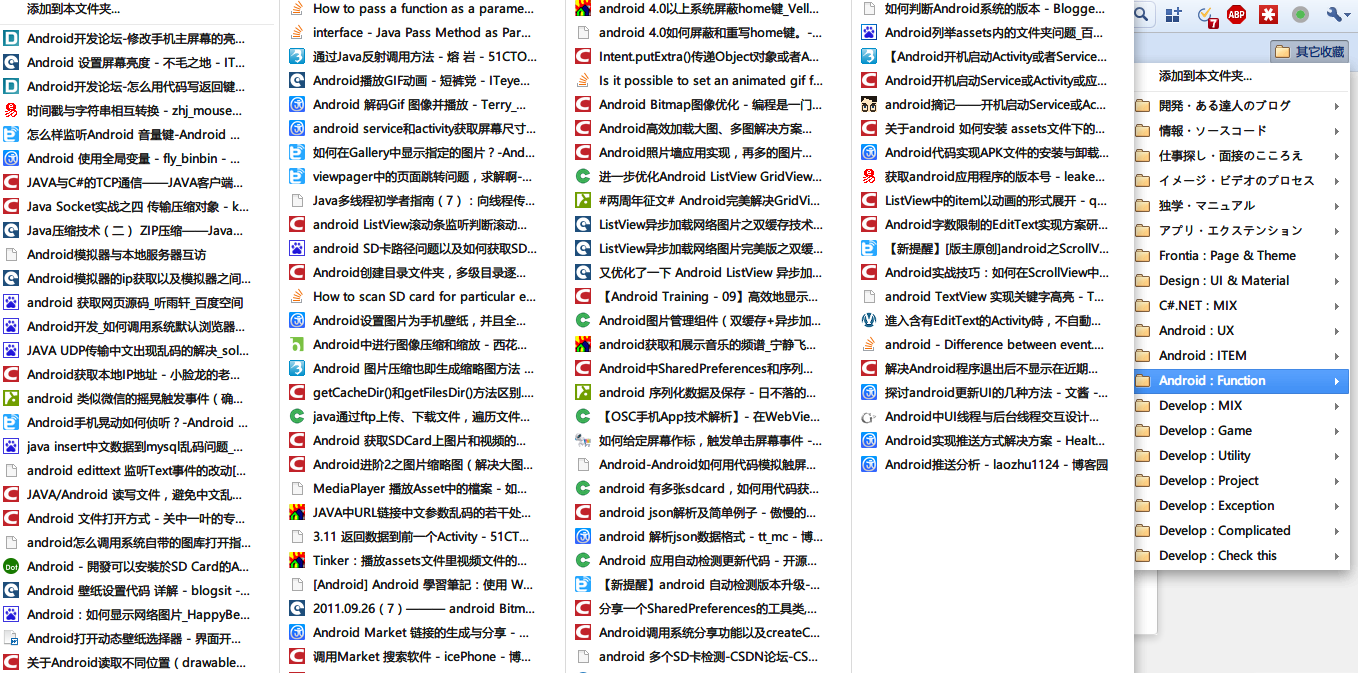 添加到本文件夹...
Android开发论坛-修改手机主屏幕的亮...
Android 设置屏幕亮度 - 不毛之地 - IT...
Android开发论坛-怎么用代码写返回键...
时间戳与字符串相互转换 - zhj_mouse...
怎么样监听Android 音量键-Android ...
Android 使用全局变量 - fly_binbin - ...
JAVA与C#的TCP通信——JAVA客户端...
Java Socket实战之四 传输压缩对象 - k...
Java压缩技术（二） ZIP压缩——Java...
Android模拟器与本地服务器互访
Android模拟器的ip获取以及模拟器之间...
android 获取网页源码_听雨轩_百度空间
Android开发_如何调用系统默认浏览器...
JAVA UDP传输中文出现乱码的解决_sol...
Android获取本地IP地址 - 小脸龙的老...
android 类似微信的摇晃触发事件（确...
Android手机晃动如何侦听？-Android ...
java insert中文数据到mysql乱码问题_...
android edittext 监听Text事件的改动[...
JAVA/Android 读写文件，避免中文乱...
Android 文件打开方式 - 关中一叶的专...
android怎么调用系统自带的图库打开指...
Android - 開發可以安裝於SD Card的A...
Android 壁纸设置代码 详解 - blogsit -...
Android：如何显示网络图片_HappyBe...
Android打开动态壁纸选择器 - 界面开...
关于Android读取不同位置（drawable...
How to pass a function as a parame...
interface - Java Pass Method as Par...
通过Java反射调用方法 - 熔 岩 - 51CTO...
Android播放GIF动画 - 短裤党 - ITeye...
Android 解码Gif 图像并播放 - Terry_...
android service和activity获取屏幕尺寸...
如何在Gallery中显示指定的图片？-And...
viewpager中的页面跳转问题，求解啊-...
Java多线程初学者指南（7）：向线程传...
android ListView滚动条监听判断滚动...
android SD卡路径问题以及如何获取SD...
Android创建目录文件夹，多级目录逐...
How to scan SD card for particular e...
Android设置图片为手机壁纸，并且全...
Android中进行图像压缩和缩放 - 西花...
Android 图片压缩也即生成缩略图方法 ...
getCacheDir()和getFilesDir()方法区别...
java通过ftp上传、下载文件，遍历文件...
Android 获取SDCard上图片和视频的...
Android进阶2之图片缩略图（解决大图...
MediaPlayer 播放Asset中的檔案 - 如...
JAVA中URL链接中文参数乱码的若干处...
3.11 返回数据到前一个Activity - 51CT...
Tinker：播放assets文件里视频文件的...
[Android] Android 學習筆記：使用 W...
2011.09.26（7）——— android Bitm...
Android Market 链接的生成与分享 - ...
调用Market 搜索软件 - icePhone - 博...
android 4.0以上系统屏蔽home键_Vell...
android 4.0如何屏蔽和重写home键。-...
Intent.putExtra()传递Object对象或者A...
Is it possible to set an animated gif f...
Android Bitmap图像优化 - 编程是一门...
Android高效加载大图、多图解决方案...
Android照片墙应用实现，再多的图片...
进一步优化Android ListView GridView...
#两周年征文# Android完美解决GridVi...
ListView异步加载网络图片之双缓存技术...
ListView异步加载网络图片完美版之双缓...
又优化了一下 Android ListView 异步加...
【Android Training - 09】高效地显示...
Android图片管理组件（双缓存+异步加...
android获取和展示音乐的频谱_宁静飞...
Android中SharedPreferences和序列...
android 序列化数据及保存 - 日不落的...
【OSC手机App技术解析】- 在WebVie...
如何给定屏幕作标，触发单击屏幕事件 -...
Android-Android如何用代码模拟触屏...
android 有多张sdcard，如何用代码获...
android json解析及简单例子 - 傲慢的...
android 解析json数据格式 - tt_mc - 博...
Android 应用自动检测更新代码 - 开源...
【新提醒】android 自动检测版本升级-...
分享一个SharedPreferences的工具类,...
Android调用系统分享功能以及createC...
android 多个SD卡检测-CSDN论坛-CS...
如何判断Android系统的版本 - Blogge...
Android列举assets内的文件夹问题_百...
【Android开机启动Activity或者Service...
Android开机启动Service或Activity或应...
android摘记——开机启动Service或Ac...
关于android 如何安装 assets文件下的...
Android代码实现APK文件的安装与卸载...
获取android应用程序的版本号 - leake...
ListView中的item以动画的形式展开 - q...
Android字数限制的EditText实现方案研...
【新提醒】[版主原创]android之ScrollV...
Android实战技巧：如何在ScrollView中...
android TextView 实现关键字高亮 - T...
進入含有EditText的Activity時，不自動...
android - Difference between event....
解决Android程序退出后不显示在近期...
探讨android更新UI的几种方法 - 文酱 -...
Android中UI线程与后台线程交互设计...
Android实现推送方式解决方案 - Healt...
Android推送分析 - laozhu1124 - 博客园
7
ABP
其它收藏
添加到本文件夹...
開発・ある達人のブログ
情報・ソースコード
仕事探し・面接のこころえ
イメージ・ビデオのプロセス
独学・マニュアル
アプリ・エクステンション
Frontia : Page & Theme
Design : UI & Material
C#.NET : MIX
Android : UX
Android : ITEM
Android : Function
Develop : MIX
Develop : Game
Develop : Utility
Develop : Project
Develop : Exception
Develop : Complicated
Develop : Check this